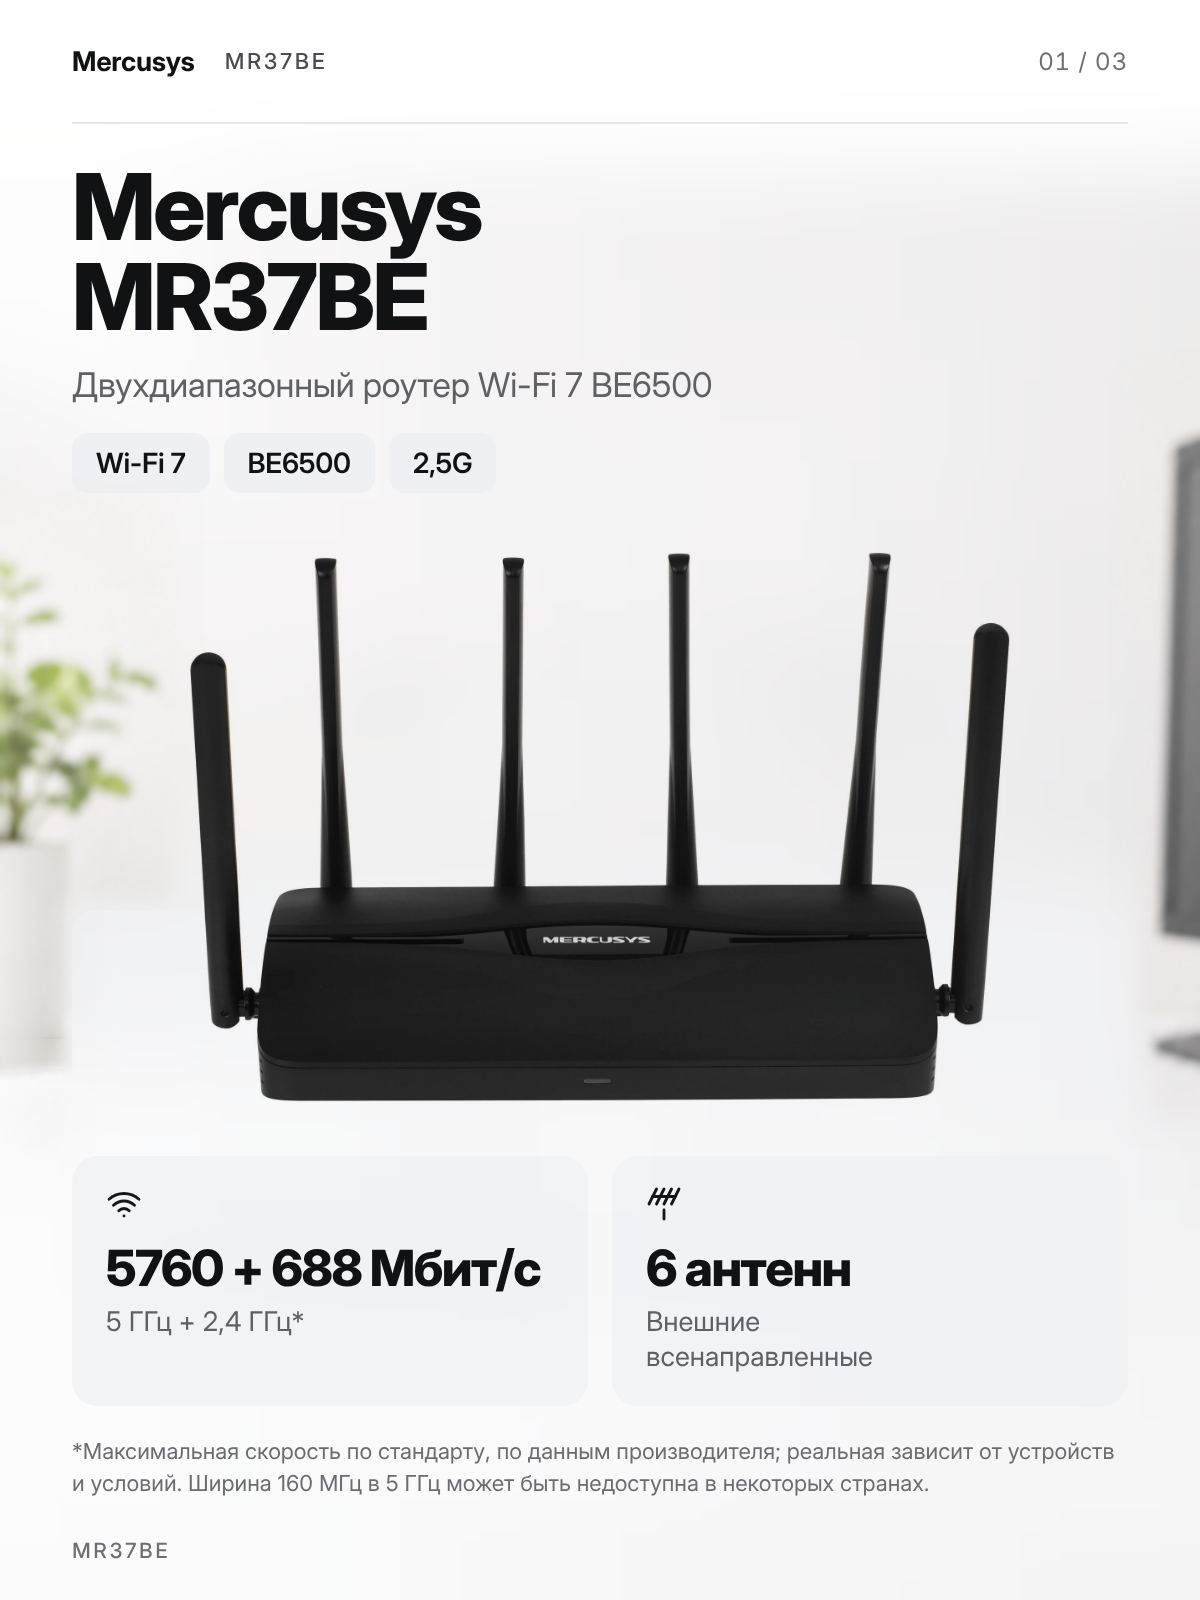 Mercusys MR37BE 01 / 03
Mercusys
MR37BE
Двухдиапазонный роутер Wi-Fi 7 BE6500
Wi-Fi 7 BE6500 2,5G
MERCUSYS
5760 + 688 Мбит/с
5 ГГц + 2,4 ГГц*
6 антенн
Внешние
всенаправленные
*Максимальная скорость по стандарту, по данным производителя; реальная зависит от устройств
и условий. Ширина 160 МГц в 5 ГГц может быть недоступна в некоторых странах.
MR37BE